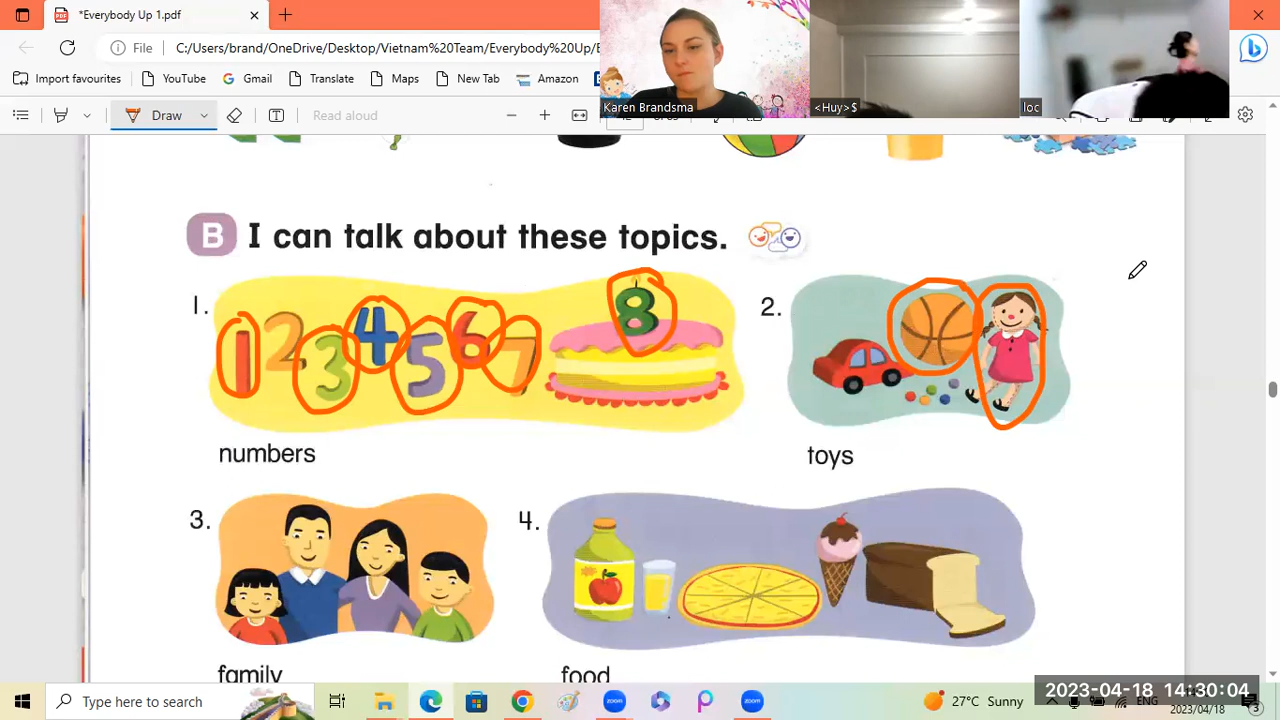 *Everybody Up 1.pdf
File
C:/Users/brand/OneDrive/Desktop/Vietnam%20Team/Everybody%20Up/E
Import favourites
YouTube
Gmail
Translate
Maps
New Tab
Amazon
Karen Brandsma
<Huy>$
loc
Draw
Read aloud
B I can talk about these topics.
1.
1 2 3 4 5 6 7 8
numbers
2.
toys
3.
family
4.
food
Type here to search
zoom
zoom
27°C Sunny
ENG
2023-04-18 14:30:04
2023/04/18
3